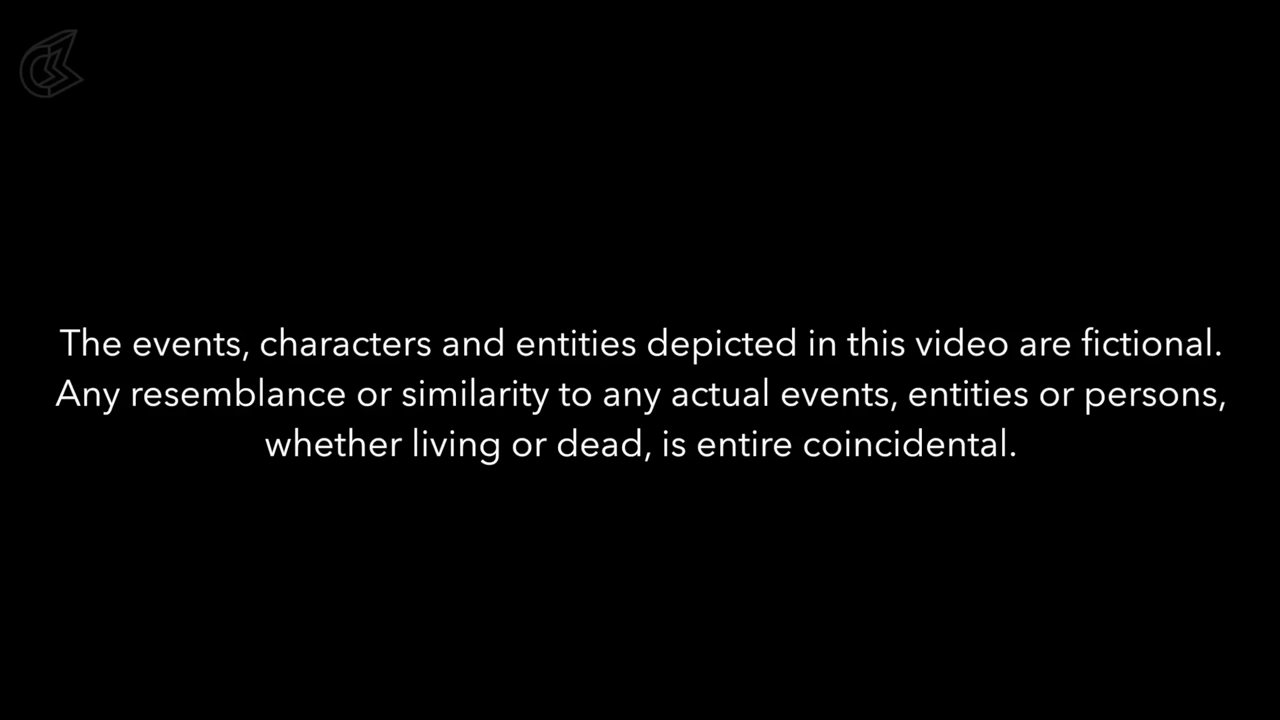 The events, characters and entities depicted in this video are fictional.
Any resemblance or similarity to any actual events, entities or persons,
whether living or dead, is entire coincidental.